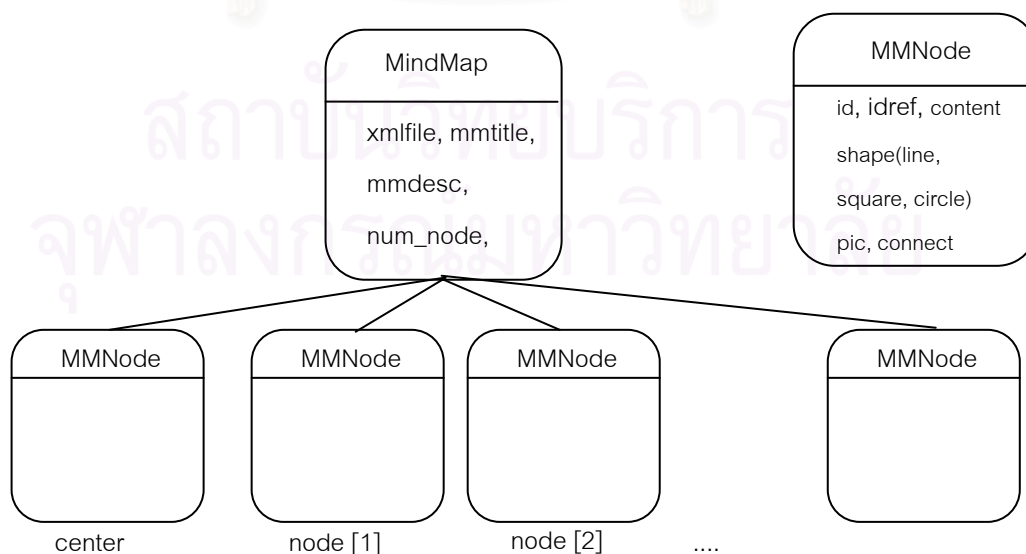 MindMap
xmlfile, mmtitle,
mmdesc,
num_node,
MMNode
id, idref, content
shape(line,
square, circle)
pic, connect
สถาบันวิทยบริการ
จุฬาลงกรณ์มหาวิทยาลัย
MMNode
MMNode
MMNode
MMNode
center
node [1]
node [2]
....